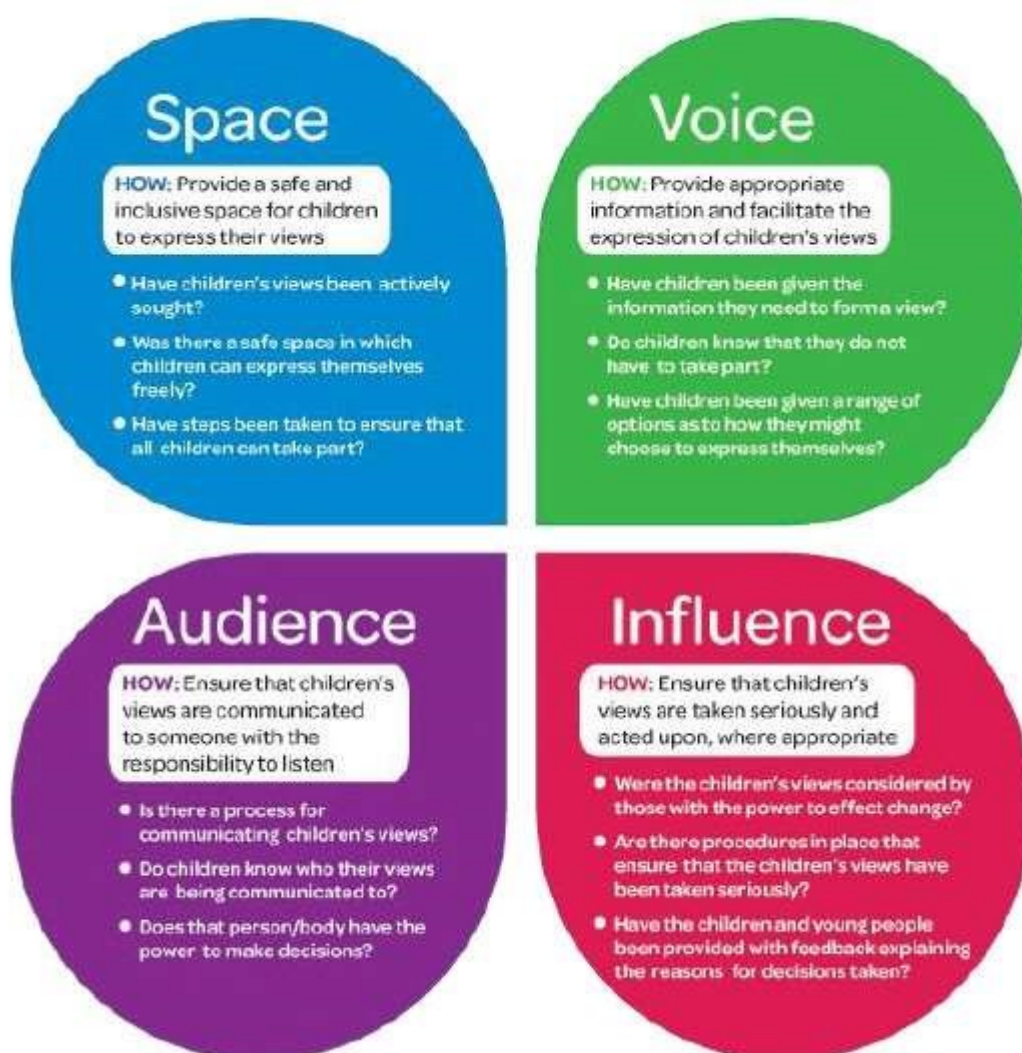 Space
HOW: Provide a safe and
inclusive space for children
to express their views
• Have children's views been actively
sought?
• Was there a safe space in which
children can express themselves
freely?
• Have steps been taken to ensure that
all children can take part?
Voice
HOW: Provide appropriate
information and facilitate the
expression of children's views
• Have children been given the
information they need to form a view?
• Do children know that they do not
have to take part?
• Have children been given a range of
options as to how they might
choose to express themselves?
Audience
HOW: Ensure that children's
views are communicated
to someone with the
responsibility to listen
• Is there a process for
communicating children's views?
• Do children know who their views
are being communicated to?
• Does that person/body have the
power to make decisions?
Influence
HOW: Ensure that children's
views are taken seriously and
acted upon, where appropriate
• Were the children's views considered by
those with the power to effect change?
• Are there procedures in place that
ensure that the children's views have
been taken seriously?
• Have the children and young people
been provided with feedback explaining
the reasons for decisions taken?